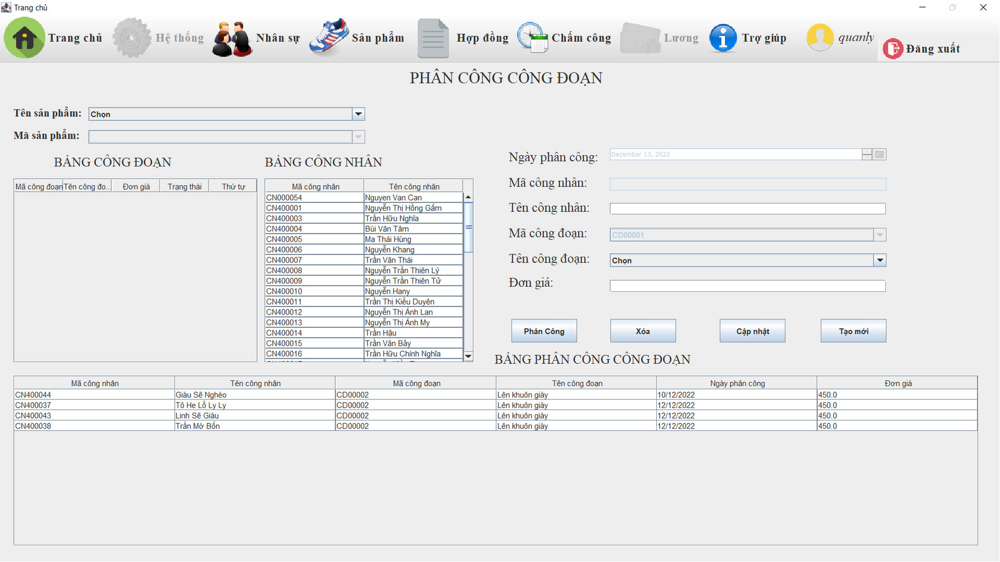 Trang chủ
Trang chủ Hệ thống Nhân sự Sản phẩm Hợp đồng Chấm công Lương Trợ giúp quanly Đăng xuất
PHÂN CÔNG CÔNG ĐOẠN
Tên sản phẩm: Chọn
Mã sản phẩm:
BẢNG CÔNG ĐOẠN
Mã công đoạn Tên công đo... Đơn giá Trạng thái Thứ tự
BẢNG CÔNG NHÂN
Mã công nhân Tên công nhân
CN000054 Nguyen Van Can
CN400001 Nguyễn Thị Hồng Gấm
CN400003 Trần Hữu Nghĩa
CN400004 Bùi Văn Tâm
CN400005 Ma Thái Hùng
CN400006 Nguyễn Khang
CN400007 Trần Văn Thái
CN400008 Nguyễn Trần Thiên Lý
CN400009 Nguyễn Trần Thiên Tử
CN400010 Nguyễn Hany
CN400011 Trần Thị Kiều Duyên
CN400012 Nguyễn Thị Ánh Lan
CN400013 Nguyễn Thị Ánh My
CN400014 Trần Hậu
CN400015 Trần Văn Bảy
CN400016 Trần Hữu Chính Nghĩa
Ngày phân công: December 13, 2022
Mã công nhân:
Tên công nhân:
Mã công đoạn: CD00001
Tên công đoạn: Chọn
Đơn giá:
Phân Công Xóa Cập nhật Tạo mới
BẢNG PHÂN CÔNG CÔNG ĐOẠN
Mã công nhân Tên công nhân Mã công đoạn Tên công đoạn Ngày phân công Đơn giá
CN400044 Giàu Sẽ Nghèo CD00002 Lên khuôn giày 10/12/2022 450.0
CN400037 Tô He Lồ Ly Ly CD00002 Lên khuôn giày 12/12/2022 450.0
CN400043 Linh Sẽ Giàu CD00002 Lên khuôn giày 12/12/2022 450.0
CN400038 Trần Mờ Bốn CD00002 Lên khuôn giày 12/12/2022 450.0